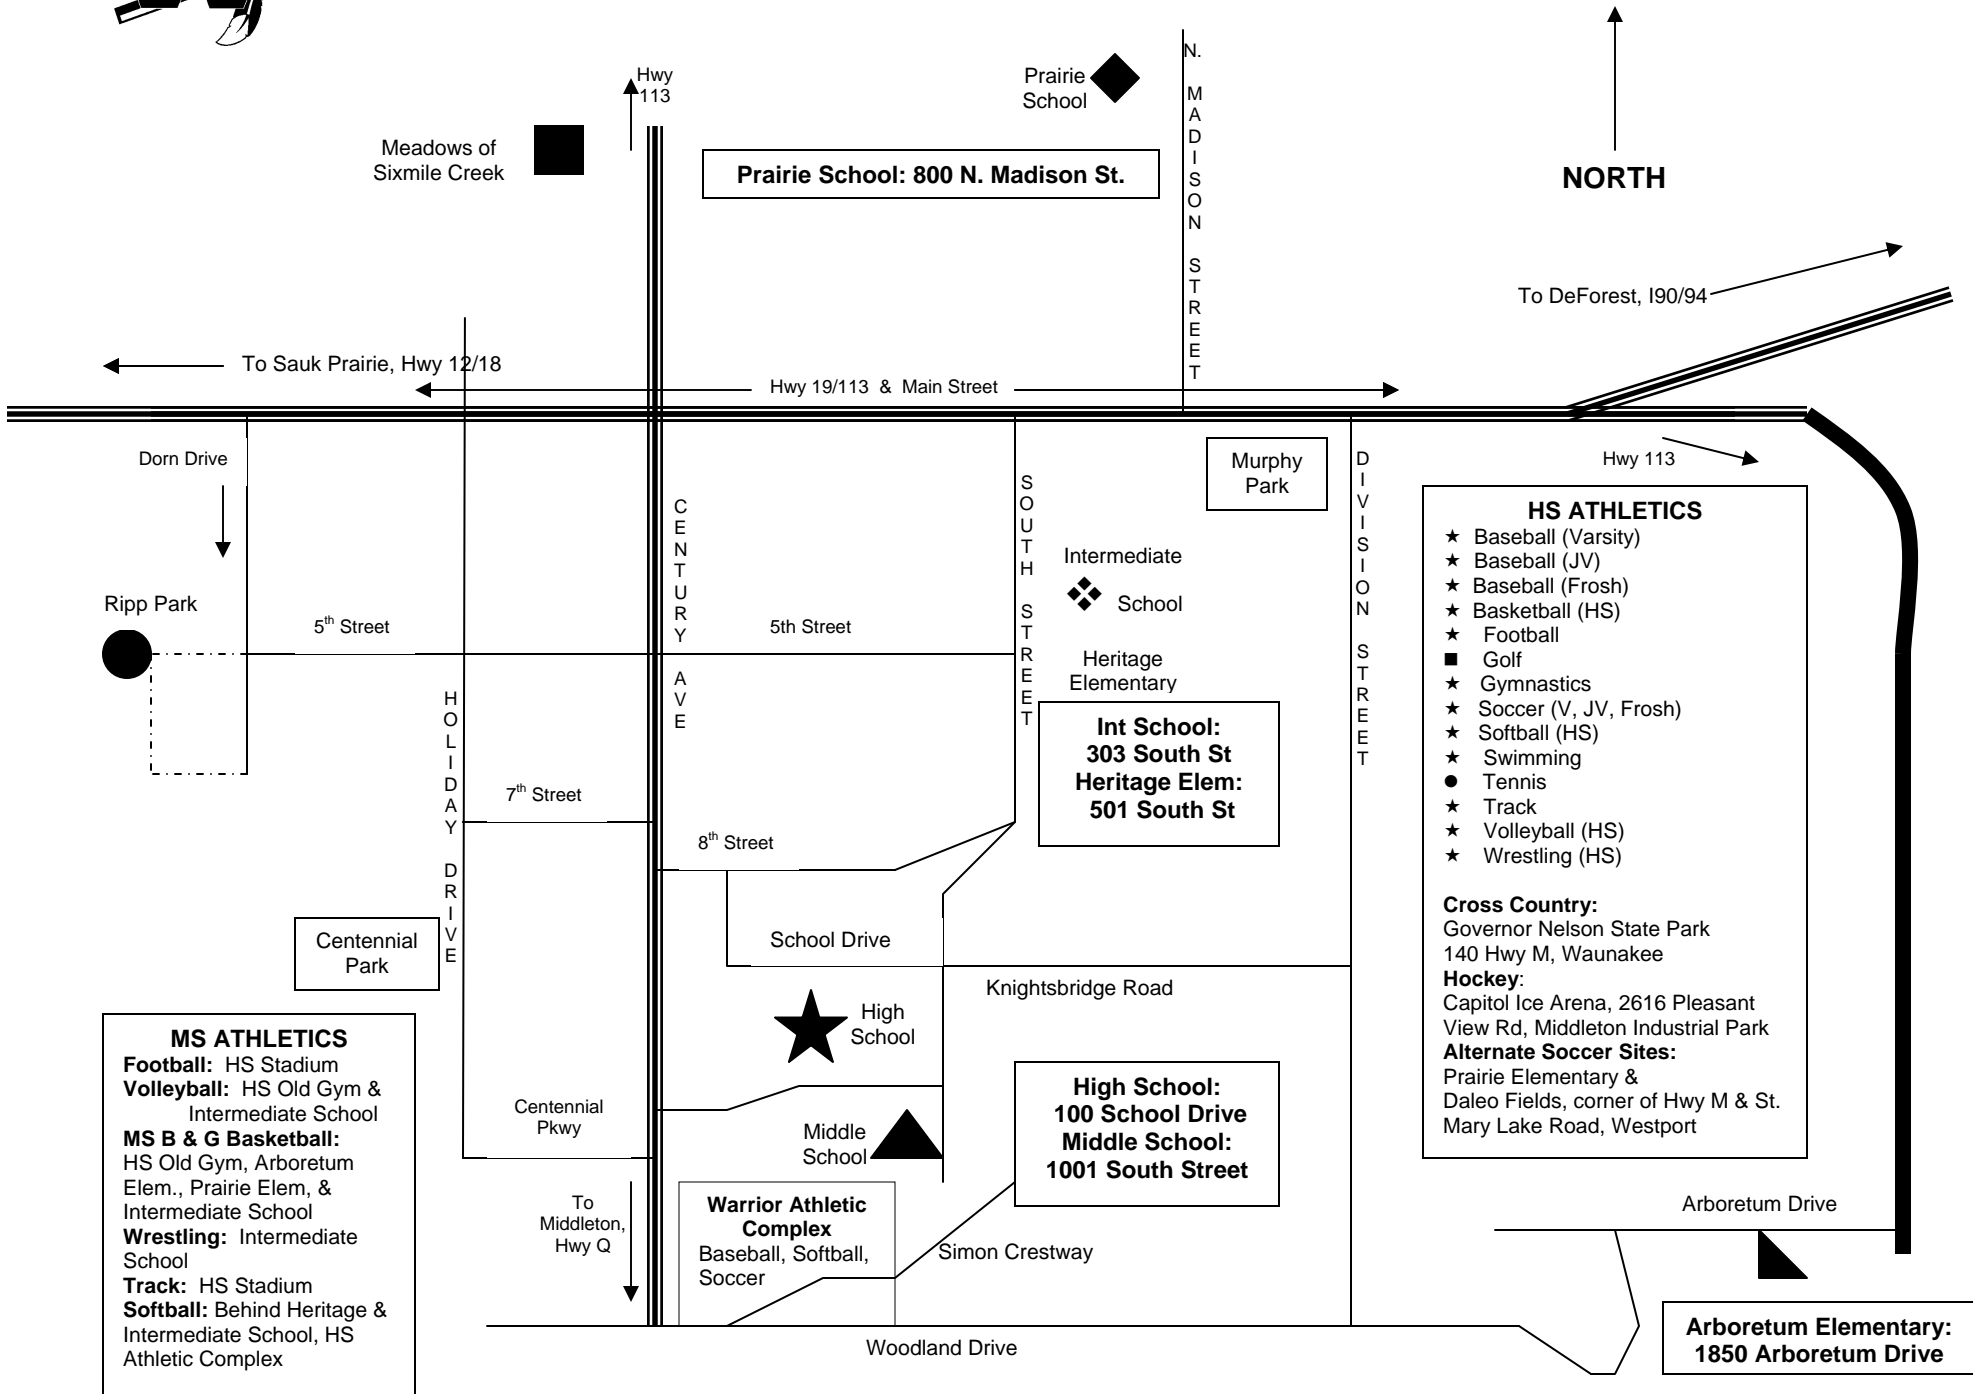 Hwy
113
Prairie
School
N. MADISON STREET
Meadows of
Sixmile Creek
Prairie School: 800 N. Madison St.
NORTH
To DeForest, I90/94
To Sauk Prairie, Hwy 12/18
Hwy 19/113 & Main Street
Dorn Drive
Murphy
Park
Hwy 113
CENTURY AVE
SOUTH STREET
DIVISION STREET
Intermediate
School
Ripp Park
5th Street
5th Street
Heritage
Elementary
HOLIDAY DRIVE
Int School:
303 South St
Heritage Elem:
501 South St
7th Street
8th Street
HS ATHLETICS
★ Baseball (Varsity)
★ Baseball (JV)
★ Baseball (Frosh)
★ Basketball (HS)
★ Football
■ Golf
★ Gymnastics
★ Soccer (V, JV, Frosh)
★ Softball (HS)
★ Swimming
● Tennis
★ Track
★ Volleyball (HS)
★ Wrestling (HS)
Cross Country:
Governor Nelson State Park
140 Hwy M, Waunakee
Hockey:
Capitol Ice Arena, 2616 Pleasant
View Rd, Middleton Industrial Park
Alternate Soccer Sites:
Prairie Elementary &
Daleo Fields, corner of Hwy M & St.
Mary Lake Road, Westport
Centennial
Park
School Drive
Knightsbridge Road
High
School
MS ATHLETICS
Football: HS Stadium
Volleyball: HS Old Gym &
Intermediate School
MS B & G Basketball:
HS Old Gym, Arboretum
Elem., Prairie Elem, &
Intermediate School
Wrestling: Intermediate
School
Track: HS Stadium
Softball: Behind Heritage &
Intermediate School, HS
Athletic Complex
Centennial
Pkwy
Middle
School
High School:
100 School Drive
Middle School:
1001 South Street
To
Middleton,
Hwy Q
Warrior Athletic
Complex
Baseball, Softball,
Soccer
Simon Crestway
Arboretum Drive
Woodland Drive
Arboretum Elementary:
1850 Arboretum Drive